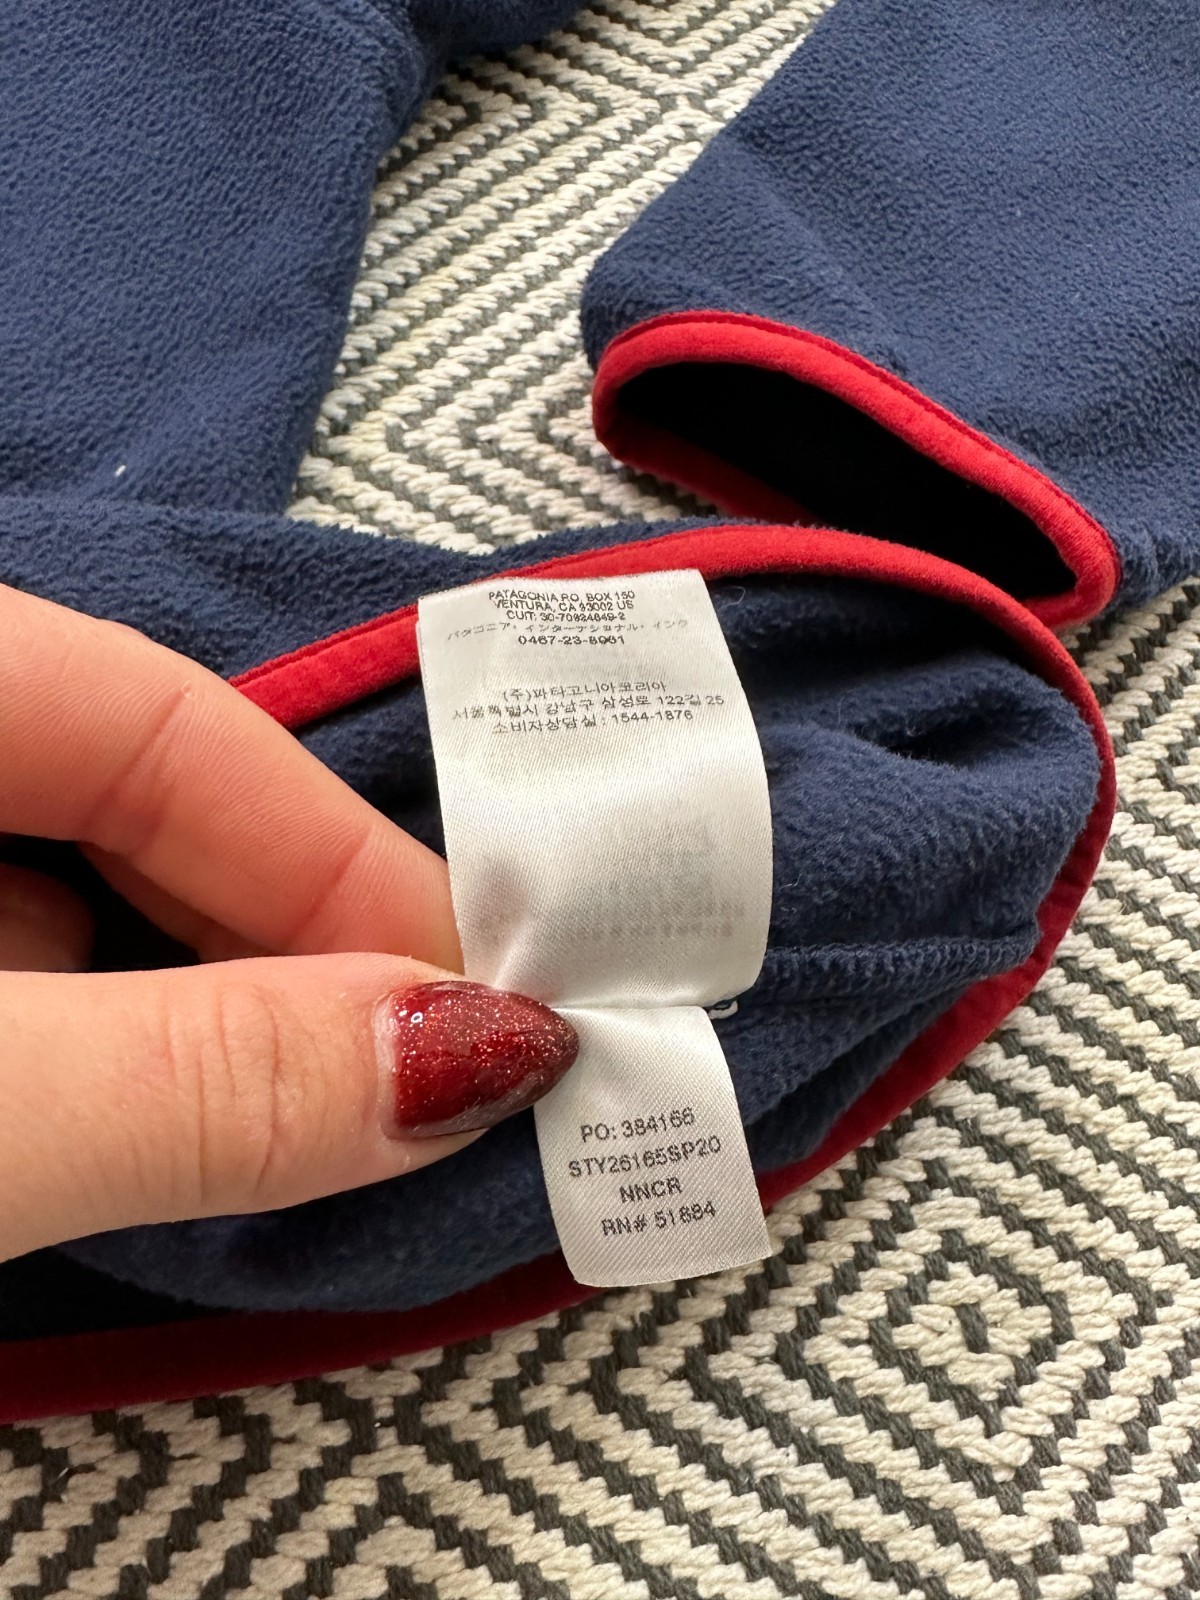 PATAGONIA P.O. BOX 150
VENTURA, CA 93002 US
CUIT: 30-70924849-2
パタゴニア・インターナショナル・インク
0467-23-8961
(주)파타고니아코리아
서울특별시 강남구 삼성로 122길 25
소비자상담실 : 1544-1876
PO: 384166
STY26165SP20
NNCR
RN# 51884